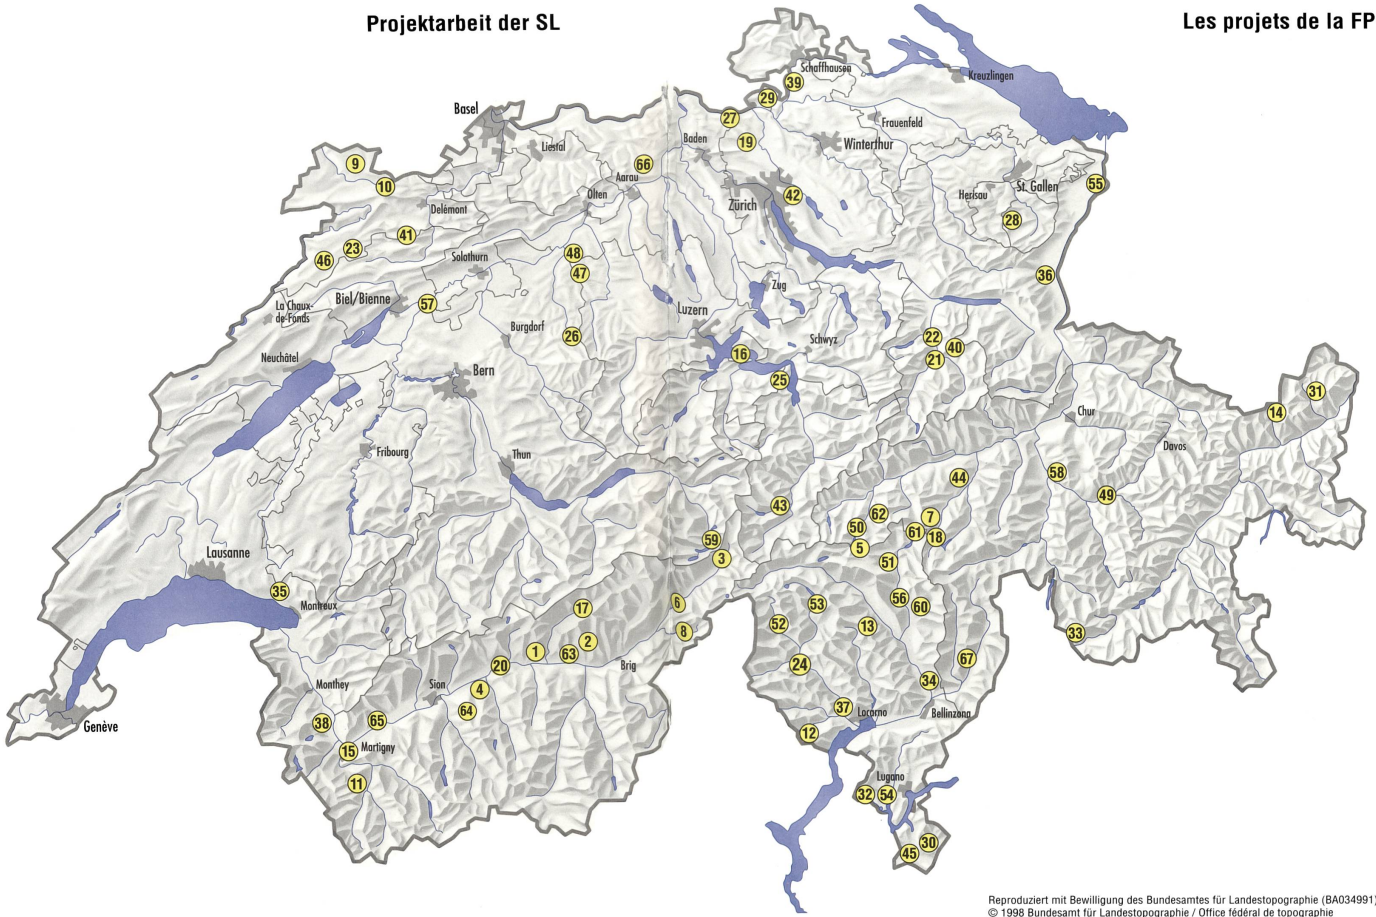 Projektarbeit der SL
Les projets de la FP
Schaffhausen
39
Kreuzlingen
29
Basel
27
Frauenfeld
Liestal
Baden
19
Winterthur
9
66
Aarau
10
Olten
Zürich
42
Herisau
St. Gallen
55
Delémont
28
41
23
46
48
Solothurn
47
36
Zug
La Chaux-
de-Fonds
Biel/Bienne
57
Luzern
Burgdorf
26
Schwyz
22
40
Neuchâtel
16
21
Bern
25
31
14
Chur
Fribourg
Davos
Thun
58
44
49
43
62
7
50
61
18
59
5
3
51
Lausanne
35
Montreux
56
60
17
6
53
52
13
8
33
2
1
63
20
Brig
67
24
Monthey
Sion
4
34
64
37
Locarno
Bellinzona
38
65
12
15
Martigny
Genève
11
Lugano
32
54
30
45
Reproduziert mit Bewilligung des Bundesamtes für Landestopographie (BA034991)
© 1998 Bundesamt für Landestopographie / Office fédéral de topographie